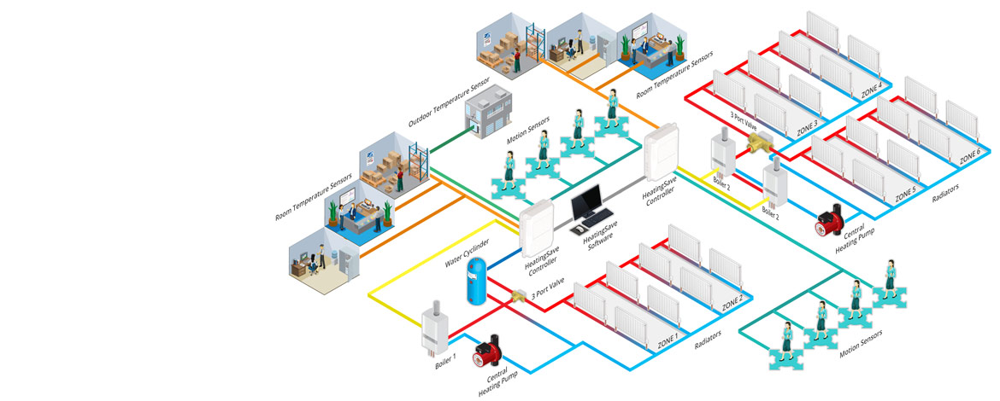 Outdoor Temperature Sensor
Room Temperature Sensors
Motion Sensors
3 Port Valve
ZONE 4
ZONE 3
ZONE 6
ZONE 5
Radiators
Boiler 2
Boiler 2
Central
Heating Pump
HeatingSave
Controller
HeatingSave
Software
Room Temperature Sensors
HeatingSave
Controller
Water Cyclinder
3 Port Valve
ZONE 2
ZONE 1
Radiators
Boiler 1
Central
Heating Pump
Motion Sensors